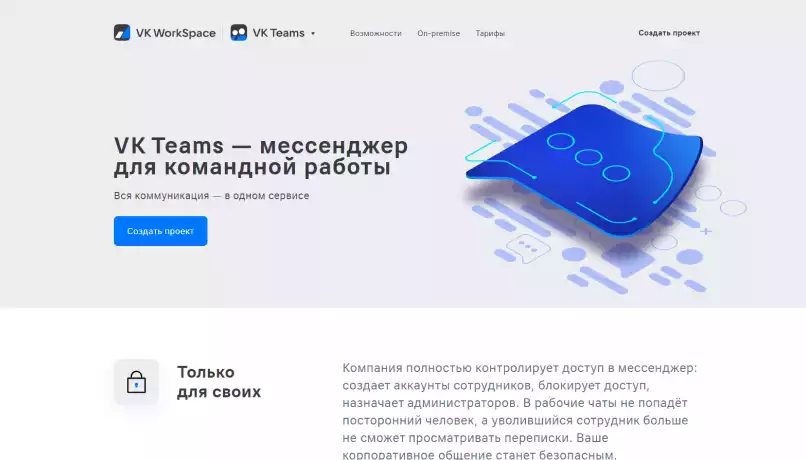 VK WorkSpace VK Teams Возможности On-premise Тарифы Создать проект
VK Teams — мессенджер
для командной работы
Вся коммуникация — в одном сервисе
Создать проект
Только
для своих
Компания полностью контролирует доступ в мессенджер:
создает аккаунты сотрудников, блокирует доступ,
назначает администраторов. В рабочие чаты не попадёт
посторонний человек, а уволившийся сотрудник больше
не сможет просматривать переписки. Ваше
корпоративное общение станет безопасным.